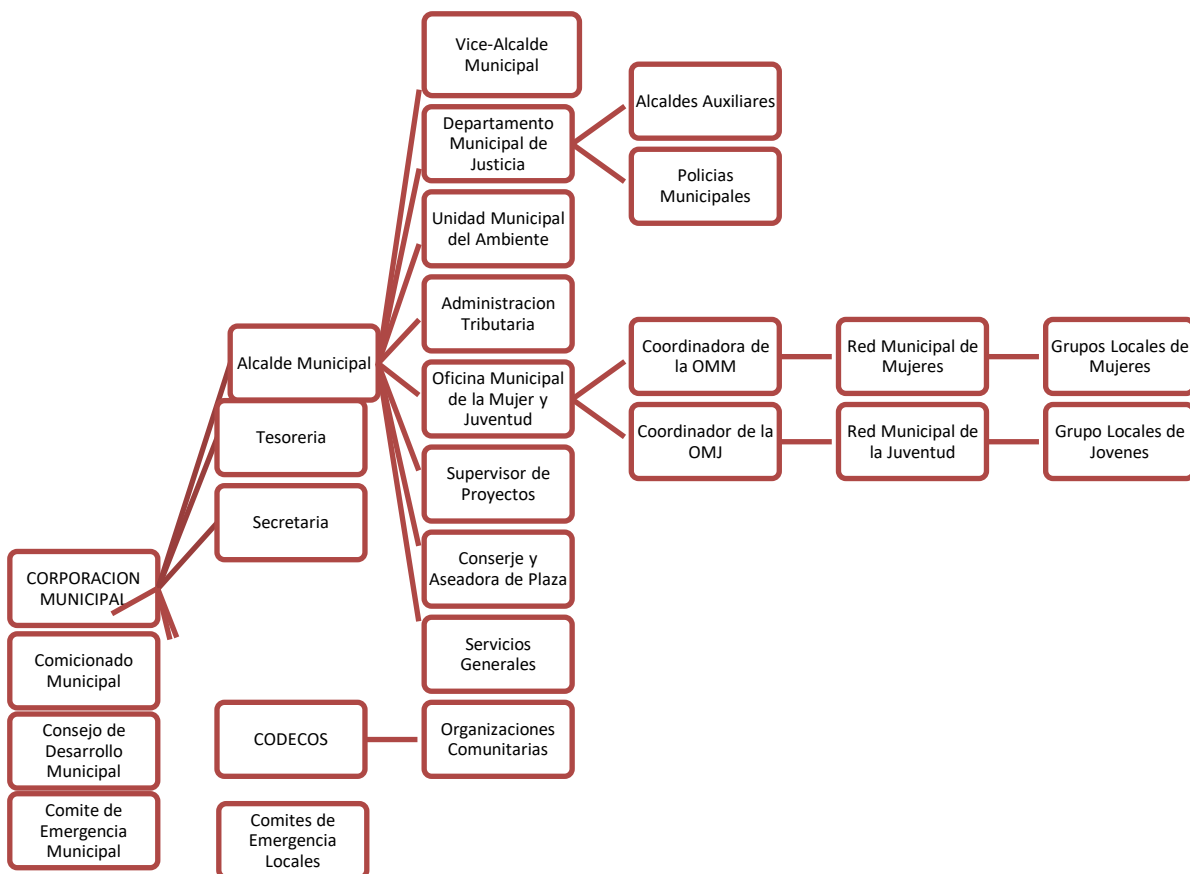 Vice-Alcalde
Municipal
Departamento
Municipal de
Justicia
Alcaldes Auxiliares
Policias
Municipales
Unidad Municipal
del Ambiente
Administracion
Tributaria
Alcalde Municipal
Oficina Municipal
de la Mujer y
Juventud
Coordinadora de
la OMM
Red Municipal de
Mujeres
Grupos Locales de
Mujeres
Coordinador de la
OMJ
Red Municipal de
la Juventud
Grupo Locales de
Jovenes
Tesoreria
Supervisor de
Proyectos
Secretaria
Conserje y
Aseadora de Plaza
CORPORACION
MUNICIPAL
Servicios
Generales
Comicionado
Municipal
Consejo de
Desarrollo
Municipal
CODECOS
Organizaciones
Comunitarias
Comite de
Emergencia
Municipal
Comites de
Emergencia
Locales